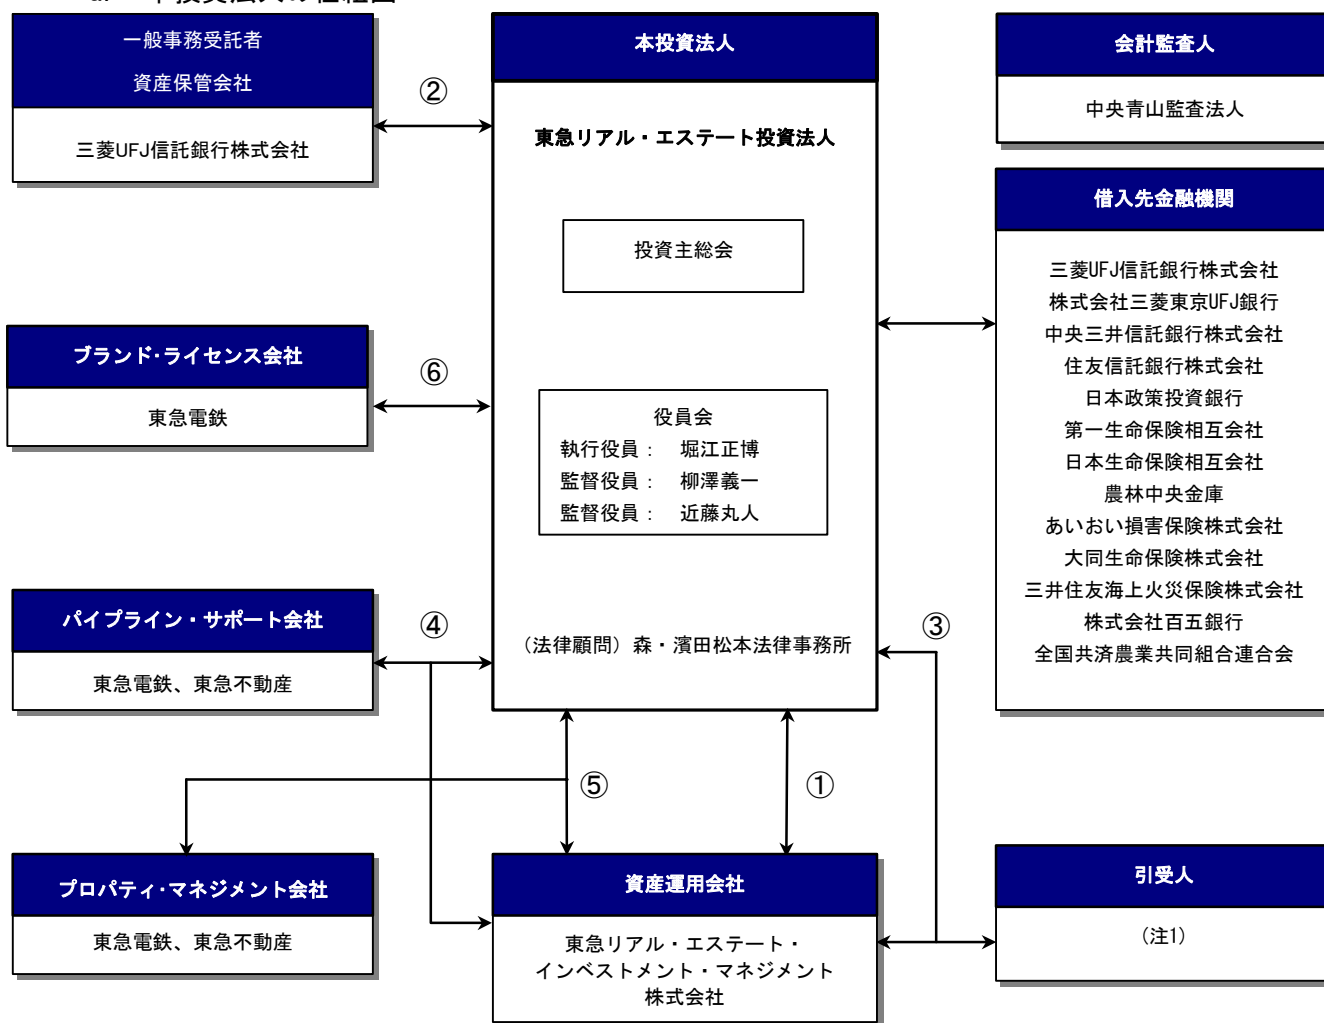 一般事務受託者
資産保管会社
三菱UFJ信託銀行株式会社
②
本投資法人
東急リアル・エステート投資法人
投資主総会
役員会
執行役員： 堀江正博
監督役員： 柳澤義一
監督役員： 近藤丸人
(法律顧問) 森・濱田松本法律事務所
会計監査人
中央青山監査法人
借入先金融機関
三菱UFJ信託銀行株式会社
株式会社三菱東京UFJ銀行
中央三井信託銀行株式会社
住友信託銀行株式会社
日本政策投資銀行
第一生命保険相互会社
日本生命保険相互会社
農林中央金庫
あいおい損害保険株式会社
大同生命保険株式会社
三井住友海上火災保険株式会社
株式会社百五銀行
全国共済農業共同組合連合会
ブランド・ライセンス会社
東急電鉄
⑥
パイプライン・サポート会社
東急電鉄、東急不動産
④
③
⑤
①
プロパティ・マネジメント会社
東急電鉄、東急不動産
資産運用会社
東急リアル・エステート・
インベストメント・マネジメント
株式会社
引受人
(注1)